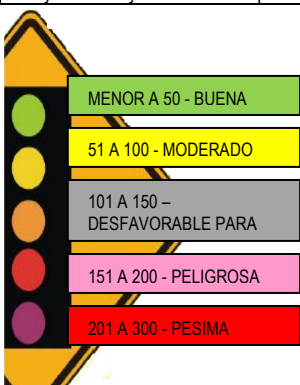 MENOR A 50 - BUENA
51 A 100 - MODERADO
101 A 150 –
DESFAVORABLE PARA
151 A 200 - PELIGROSA
201 A 300 - PESIMA